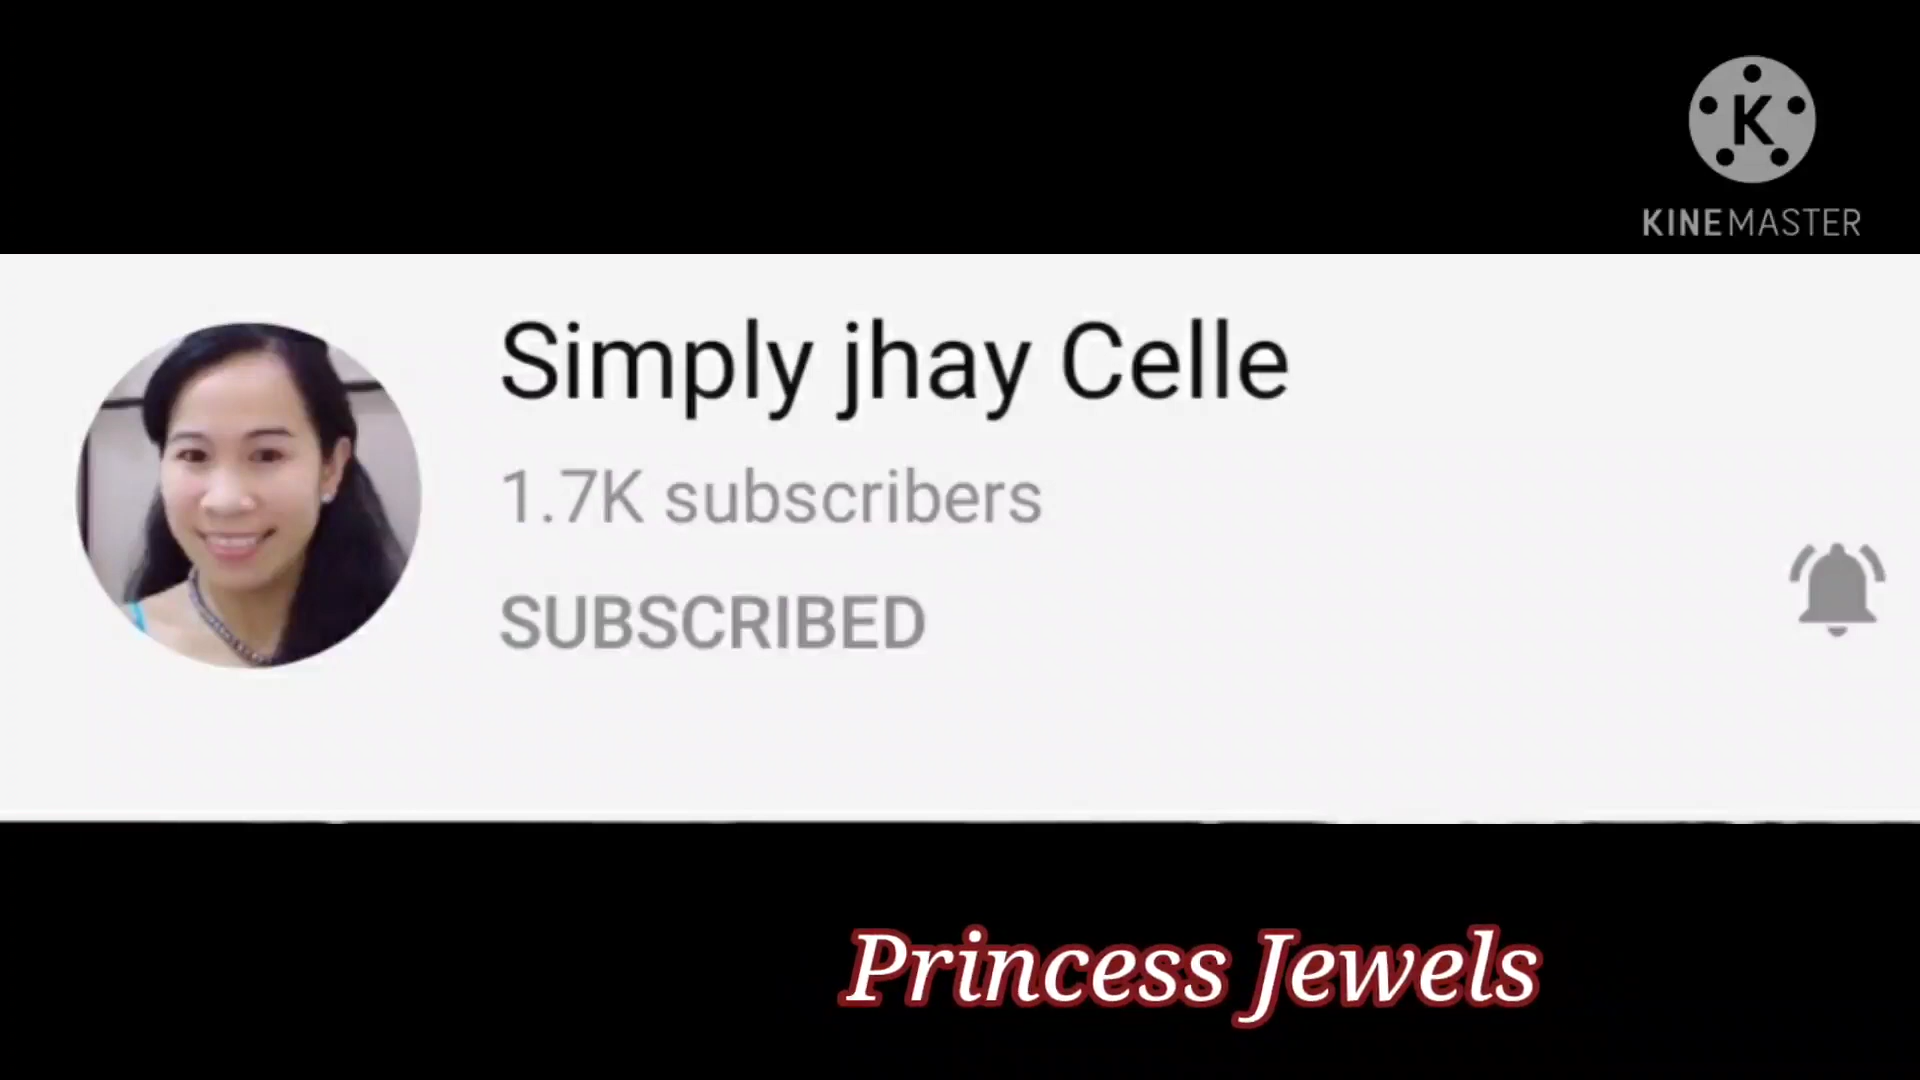 K
KINEMASTER
Simply jhay Celle
1.7K subscribers
SUBSCRIBED
Princess Jewels